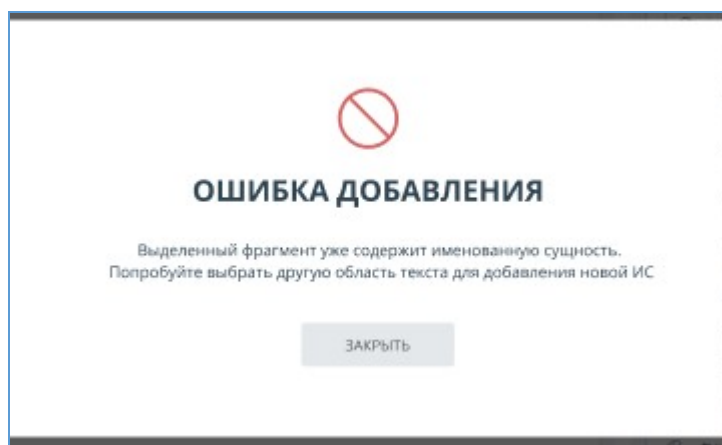 ОШИБКА ДОБАВЛЕНИЯ
Выделенный фрагмент уже содержит именованную сущность.
Попробуйте выбрать другую область текста для добавления новой ИС
ЗАКРЫТЬ